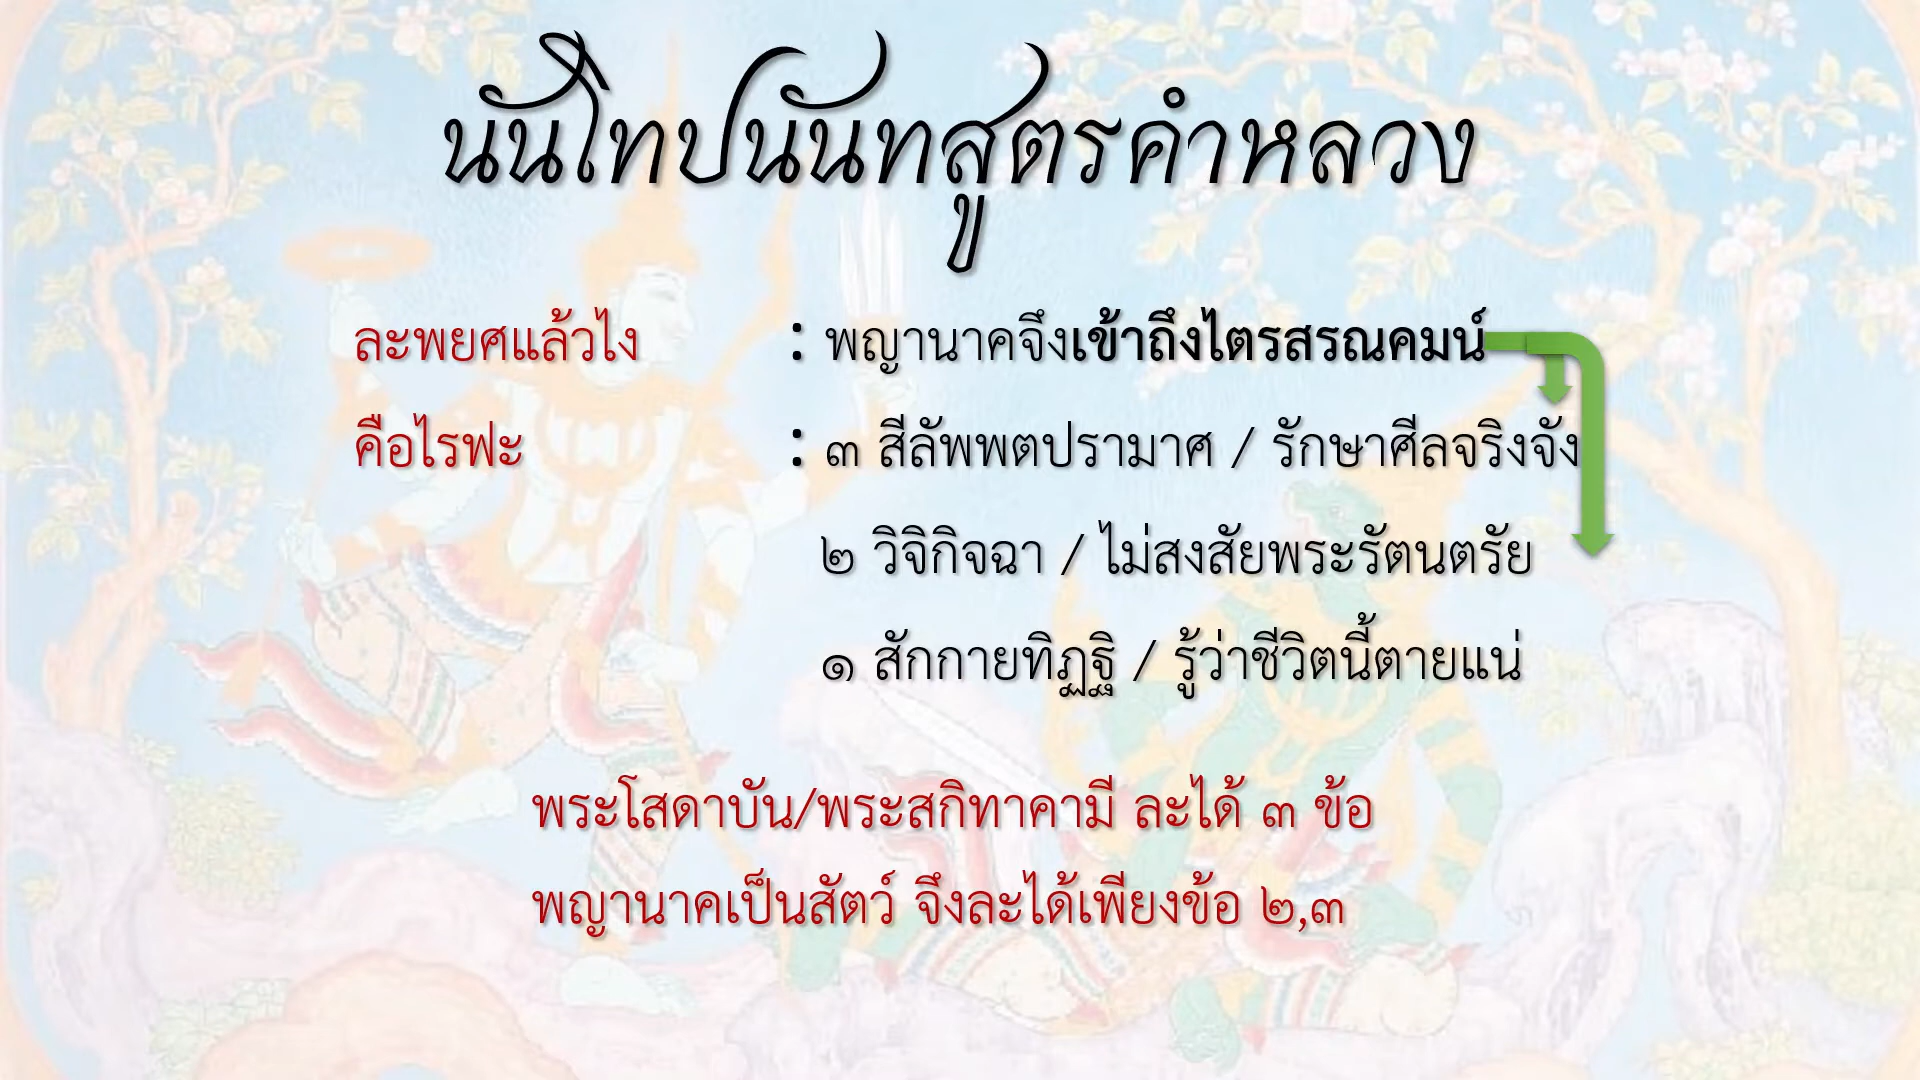 นันโทปนันทสูตรคำหลวง
ละพยศแล้วไง : พญานาคจึงเข้าถึงไตรสรณคมน์
คือไรฟะ : ๓ สีลัพพตปรามาศ / รักษาศีลจริงจัง
๒ วิจิกิจฉา / ไม่สงสัยพระรัตนตรัย
๑ สักกายทิฏฐิ / รู้ว่าชีวิตนี้ตายแน่
พระโสดาบัน/พระสกิทาคามี ละได้ ๓ ข้อ
พญานาคเป็นสัตว์ จึงละได้เพียงข้อ ๒,๓